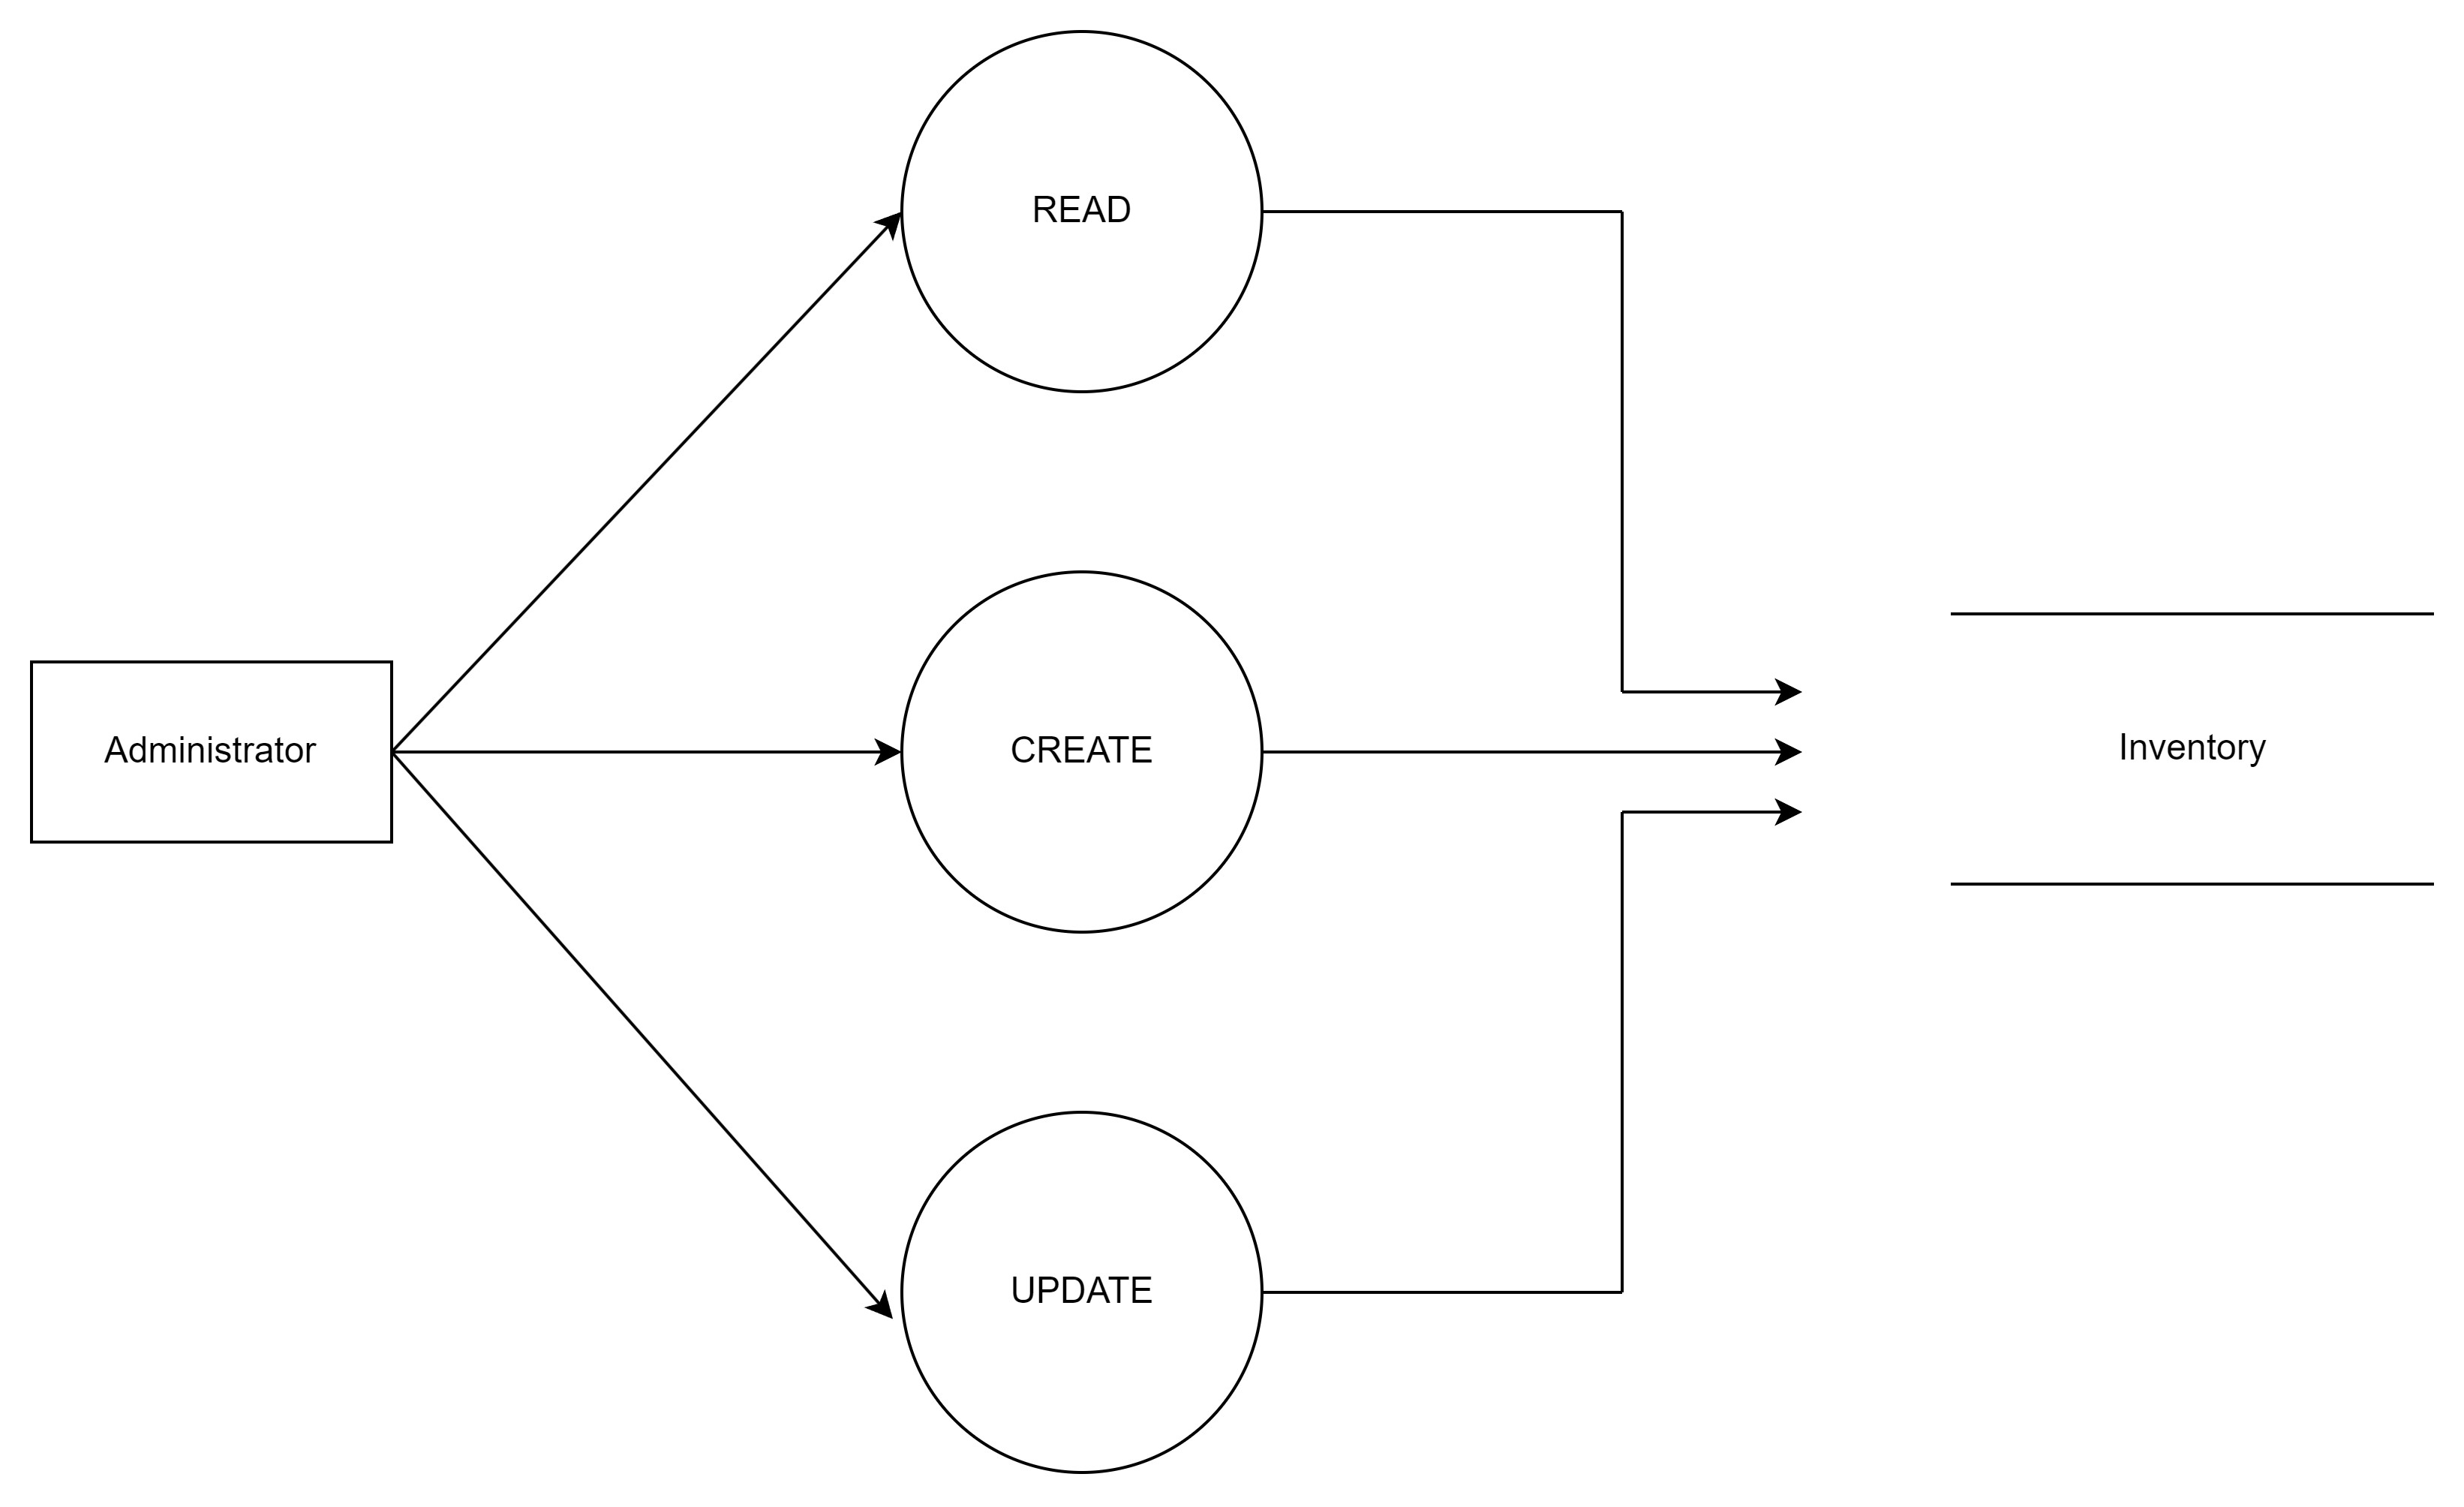 READ
Administrator
CREATE
Inventory
UPDATE